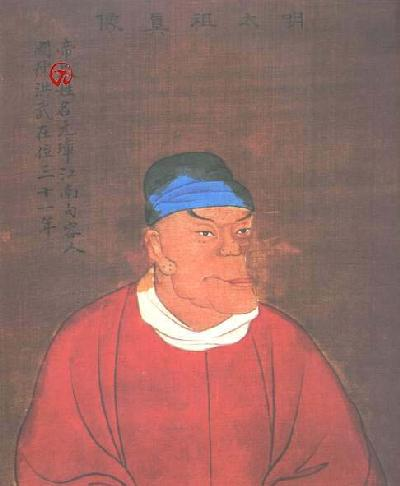 明太祖眞像
帝姓名元璋江南句容人
國號洪武在位三十一年